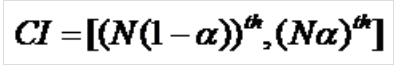 CI = [(N(1 − α))^th, (Nα)^th]